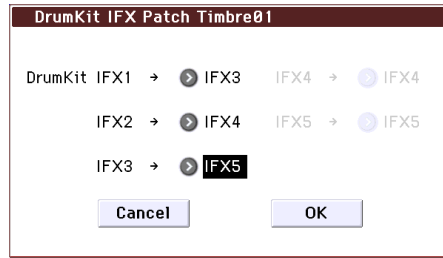 DrumKit IFX Patch Timbre01
DrumKit IFX1 → IFX3 IFX4 → IFX4
IFX2 → IFX4 IFX5 → IFX5
IFX3 → IFX5
Cancel OK